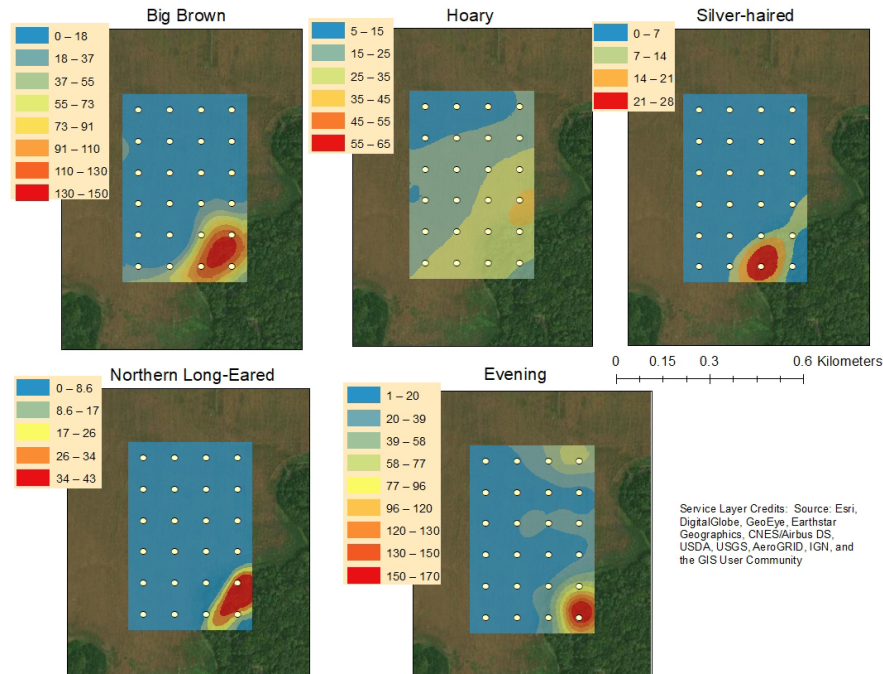 Big Brown
0 – 18
18 – 37
37 – 55
55 – 73
73 – 91
91 – 110
110 – 130
130 – 150
Hoary
5 – 15
15 – 25
25 – 35
35 – 45
45 – 55
55 – 65
Silver-haired
0 – 7
7 – 14
14 – 21
21 – 28
0 0.15 0.3 0.6 Kilometers
Northern Long-Eared
0 – 8.6
8.6 – 17
17 – 26
26 – 34
34 – 43
Evening
1 – 20
20 – 39
39 – 58
58 – 77
77 – 96
96 – 120
120 – 130
130 – 150
150 – 170
Service Layer Credits: Source: Esri,
DigitalGlobe, GeoEye, Earthstar
Geographics, CNES/Airbus DS,
USDA, USGS, AeroGRID, IGN, and
the GIS User Community